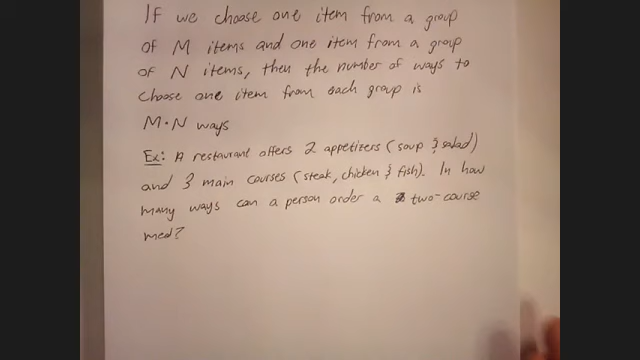 If we choose one item from a group
of M items and one item from a group
of N items, then the number of ways to
choose one item from each group is
M·N ways
Ex: A restaurant offers 2 appetizers (soup & salad)
and 3 main courses (steak, chicken & fish). In how
many ways can a person order a two-course
meal?